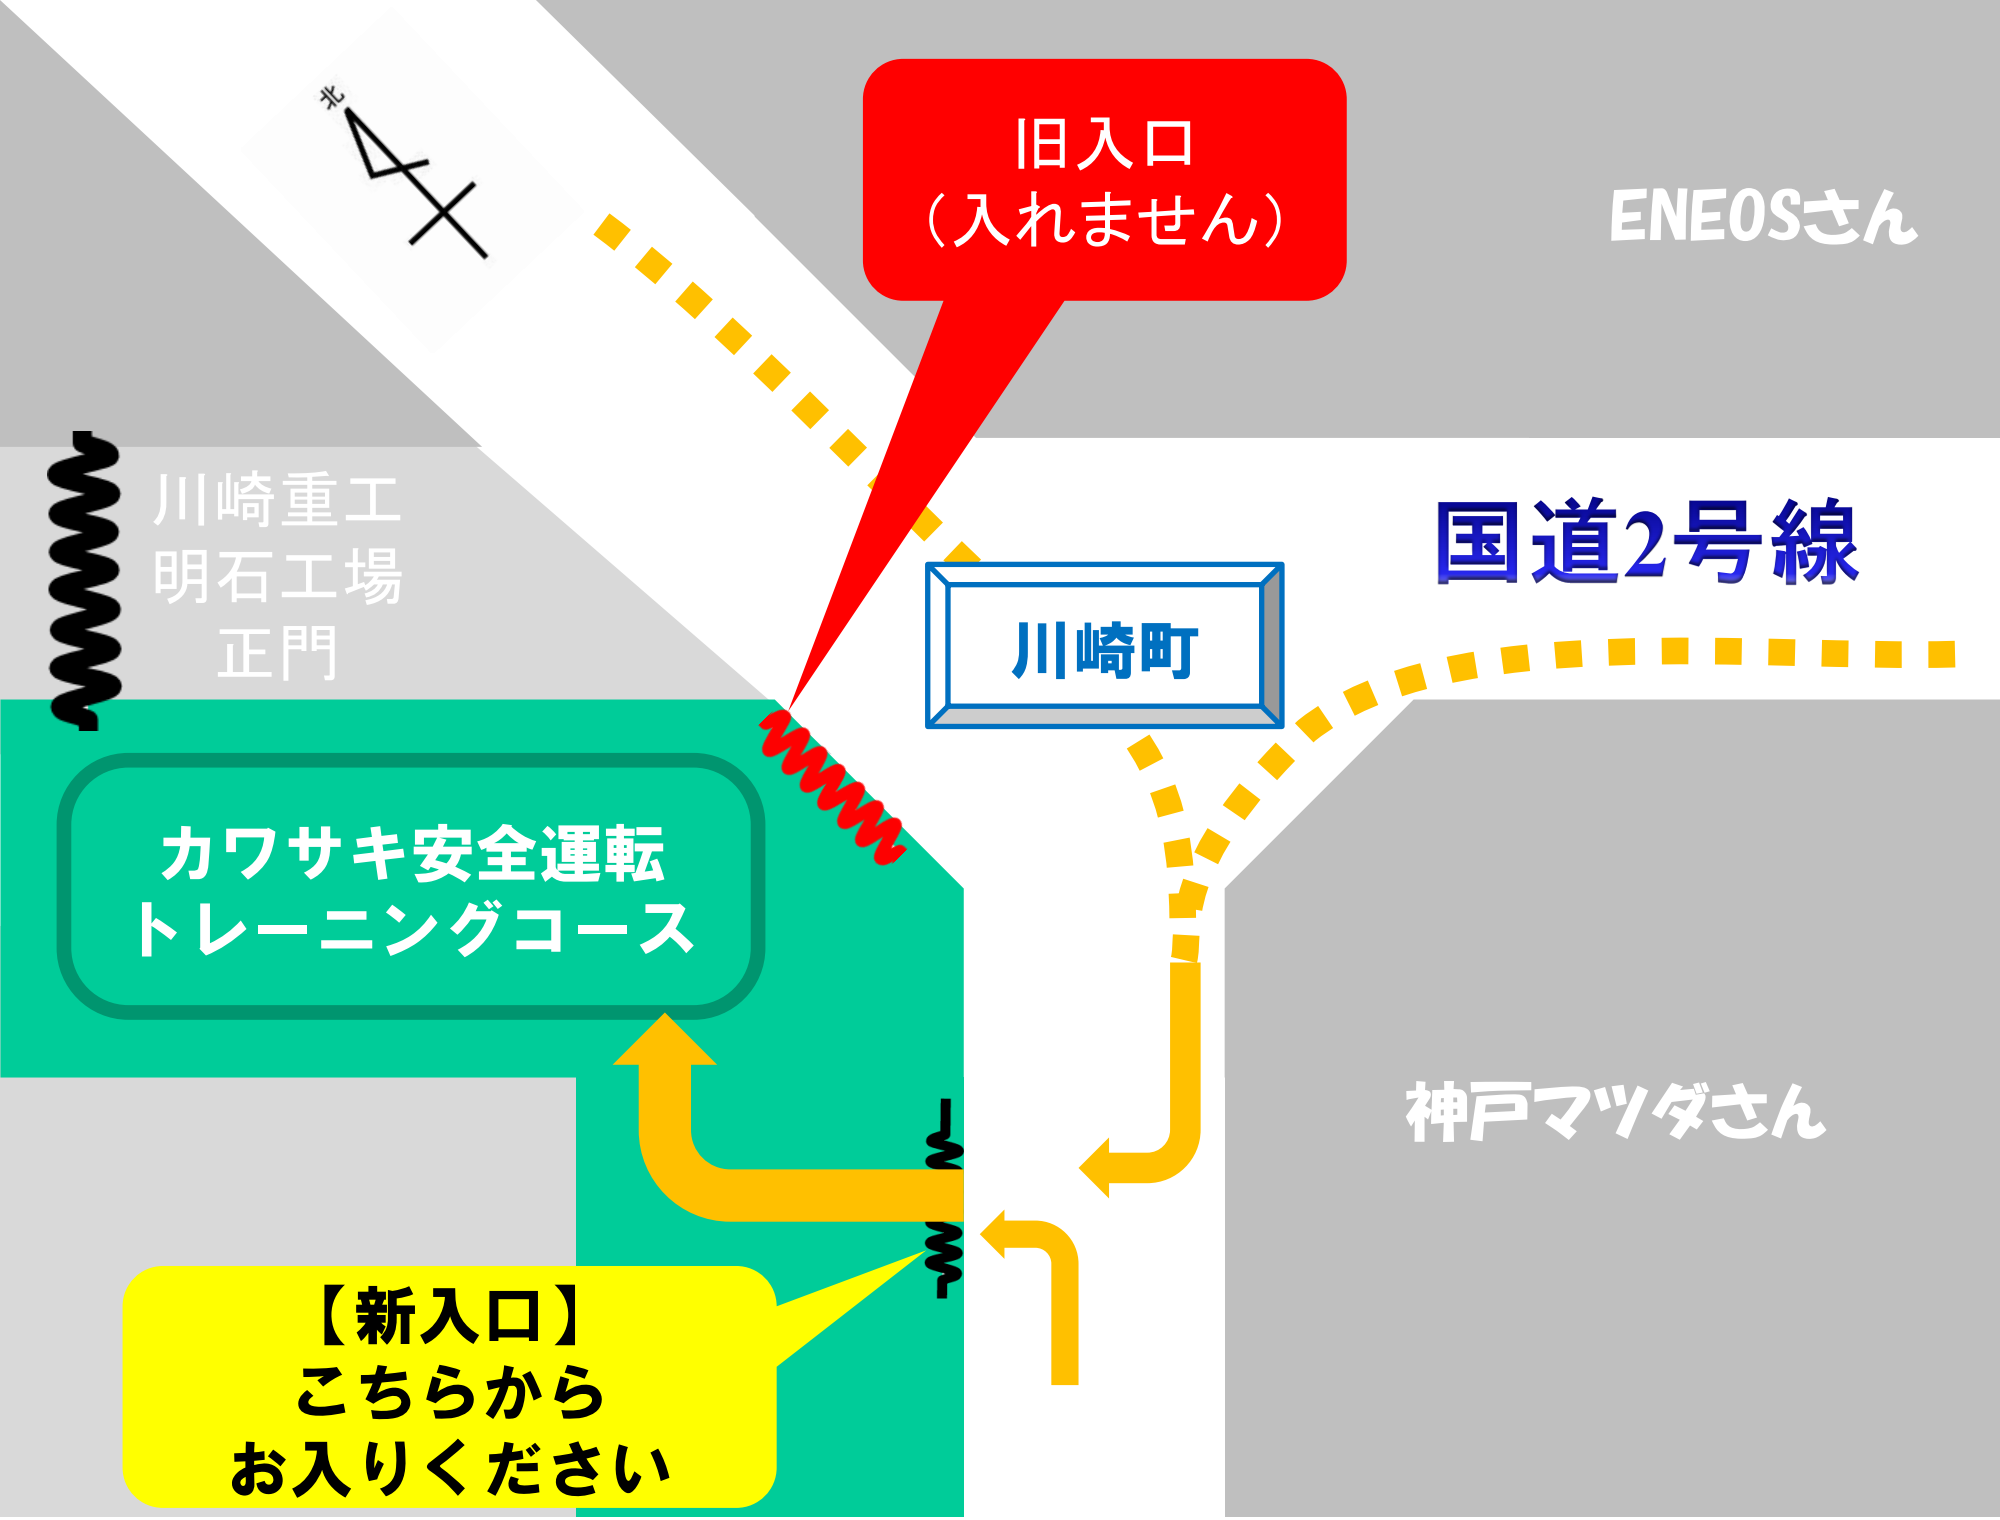 北
旧入口
（入れません）
ENEOSさん
川崎重工
明石工場
正門
国道2号線
川崎町
カワサキ安全運転
トレーニングコース
神戸マツダさん
【新入口】
こちらから
お入りください